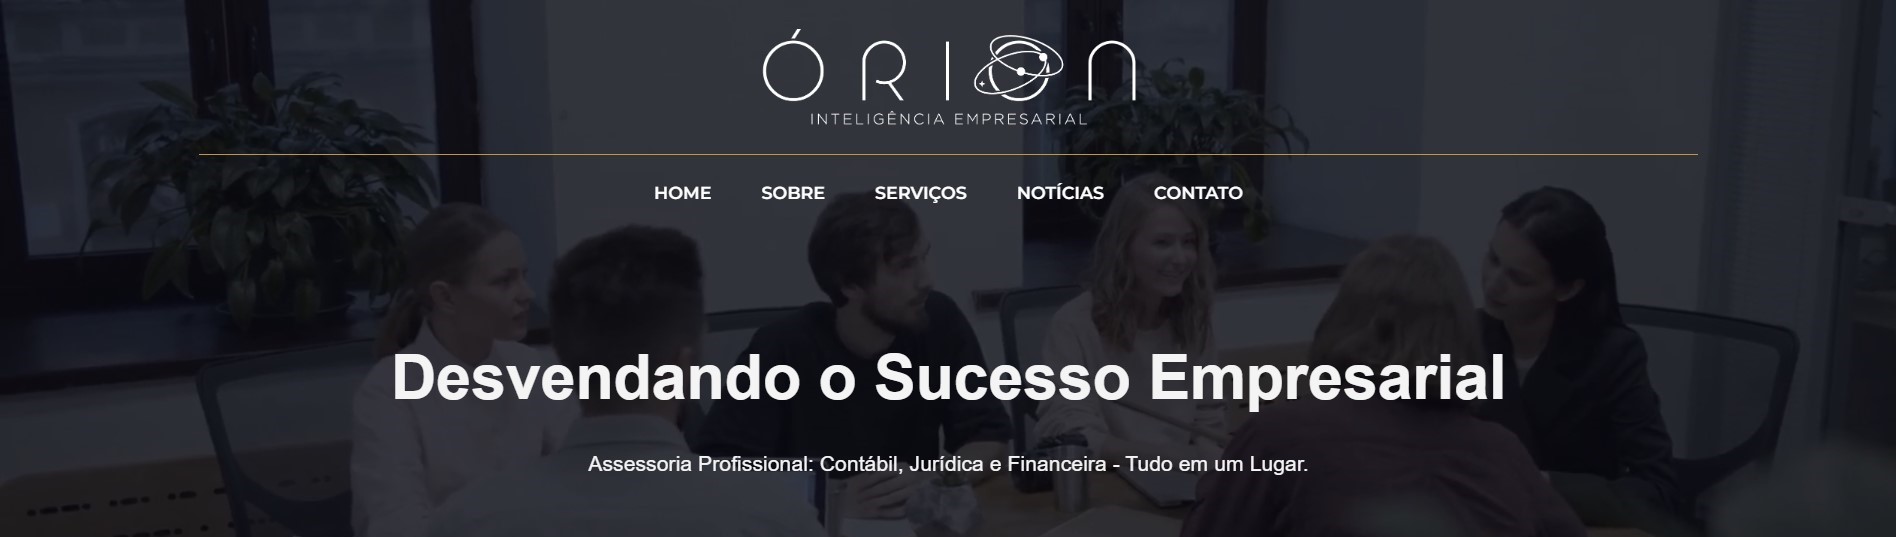 ÓRION
INTELIGÊNCIA EMPRESARIAL
HOME SOBRE SERVIÇOS NOTÍCIAS CONTATO
Desvendando o Sucesso Empresarial
Assessoria Profissional: Contábil, Jurídica e Financeira - Tudo em um Lugar.